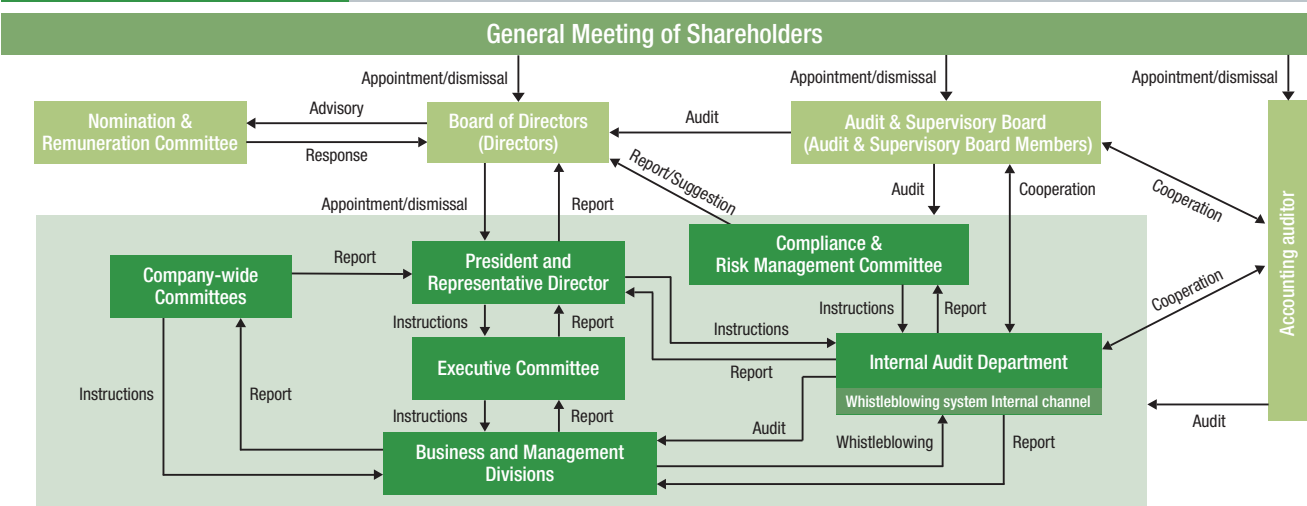 General Meeting of Shareholders
Appointment/dismissal
Appointment/dismissal
Appointment/dismissal
Nomination &
Remuneration Committee
Advisory
Response
Board of Directors
(Directors)
Audit
Audit & Supervisory Board
(Audit & Supervisory Board Members)
Report/Suggestion
Audit
Cooperation
Cooperation
Accounting auditor
Appointment/dismissal
Report
Compliance &
Risk Management Committee
Company-wide
Committees
Report
President and
Representative Director
Cooperation
Instructions
Report
Instructions
Report
Instructions
Executive Committee
Report
Internal Audit Department
Whistleblowing system Internal channel
Instructions
Report
Instructions
Report
Audit
Whistleblowing
Report
Audit
Business and Management
Divisions